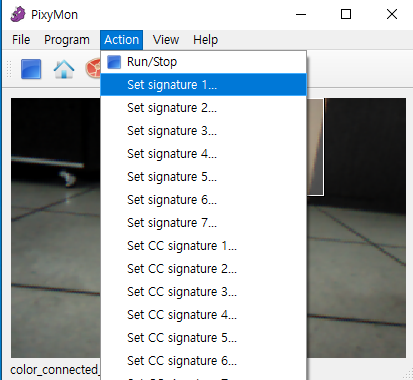 PixyMon
File Program Action View Help
Run/Stop
Set signature 1...
Set signature 2...
Set signature 3...
Set signature 4...
Set signature 5...
Set signature 6...
Set signature 7...
Set CC signature 1...
Set CC signature 2...
Set CC signature 3...
Set CC signature 4...
Set CC signature 5...
Set CC signature 6...
color_connected_